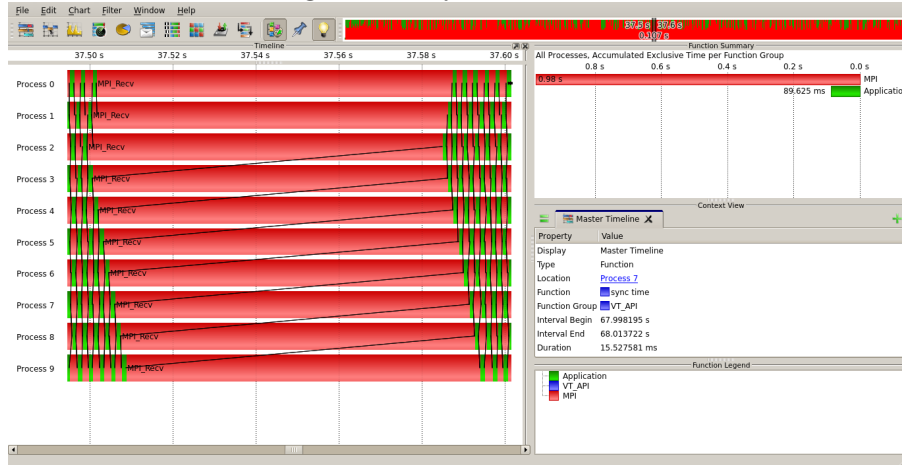 File Edit Chart Filter Window Help
37.5 s 37.6 s
0.107 s
Timeline
Function Summary
37.50 s 37.52 s 37.54 s 37.56 s 37.58 s 37.60 s
All Processes, Accumulated Exclusive Time per Function Group
0.8 s 0.6 s 0.4 s 0.2 s 0.0 s
0.98 s MPI
89.625 ms Application
Process 0 MPI_Recv
Process 1 MPI_Recv
Process 2 MPI_Recv
Process 3 MPI_Recv
Process 4 MPI_Recv
Process 5 MPI_Recv
Process 6 MPI_Recv
Process 7 MPI_Recv
Process 8 MPI_Recv
Process 9 MPI_Recv
Context View
Master Timeline
Property Value
Display Master Timeline
Type Function
Location Process 7
Function sync time
Function Group VT_API
Interval Begin 67.998195 s
Interval End 68.013722 s
Duration 15.527581 ms
Function Legend
Application
VT_API
MPI